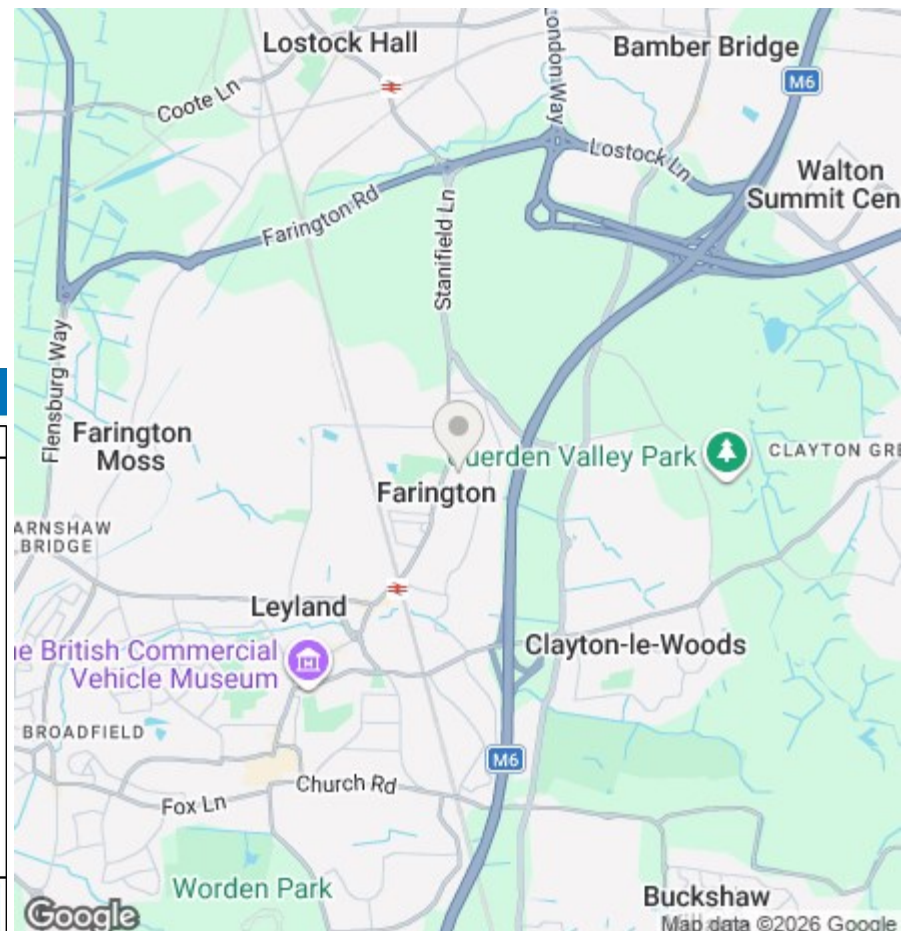 Lostock Hall
London Way
Bamber Bridge
M6
Coote Ln
Lostock Ln
Walton
Summit Cen
Farington Rd
Stanifield Ln
Flensburg Way
Farington
Moss
uerden Valley Park
CLAYTON GRE
Farington
ARNSHAW
BRIDGE
Leyland
Clayton-le-Woods
e British Commercial
Vehicle Museum
BROADFIELD
M6
Church Rd
Fox Ln
Worden Park
Buckshaw
Google
Map data ©2026 Google